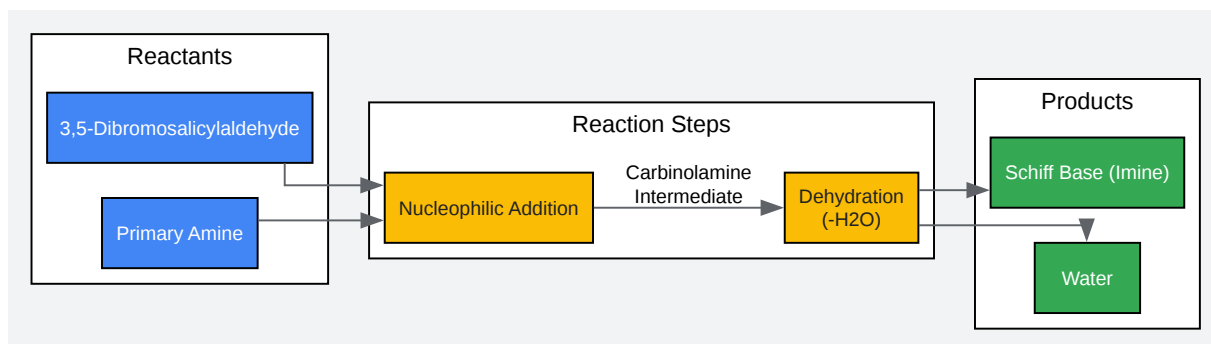 Reactants
3,5-Dibromosalicylaldehyde
Primary Amine
Reaction Steps
Nucleophilic Addition
Carbinolamine
Intermediate
Dehydration
(-H2O)
Products
Schiff Base (Imine)
Water